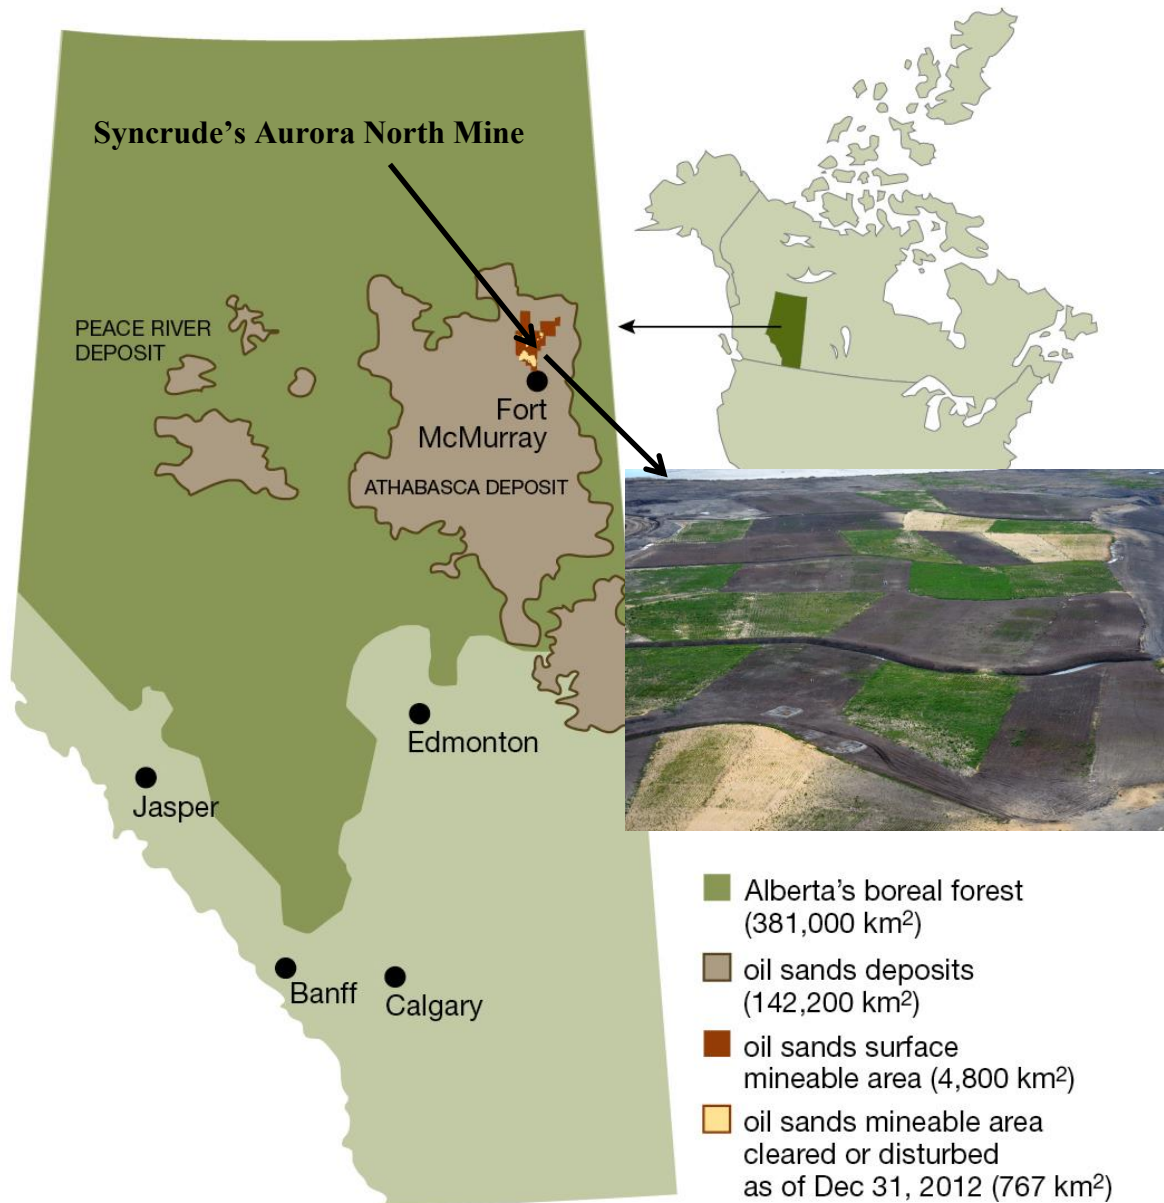 Syncrude's Aurora North Mine
PEACE RIVER
DEPOSIT
Fort
McMurray
ATHABASCA DEPOSIT
Edmonton
Jasper
Banff
Calgary
Alberta's boreal forest
(381,000 km²)
oil sands deposits
(142,200 km²)
oil sands surface
mineable area (4,800 km²)
oil sands mineable area
cleared or disturbed
as of Dec 31, 2012 (767 km²)